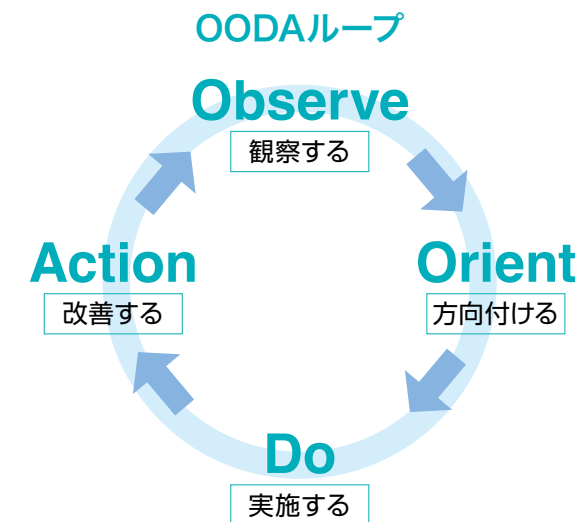 OODAループ
Observe
観察する
Orient
方向付ける
Do
実施する
Action
改善する